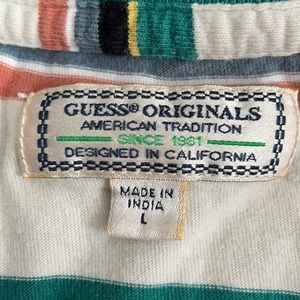 GUESS® ORIGINALS
AMERICAN TRADITION
SINCE 1981
DESIGNED IN CALIFORNIA
MADE IN
INDIA
L